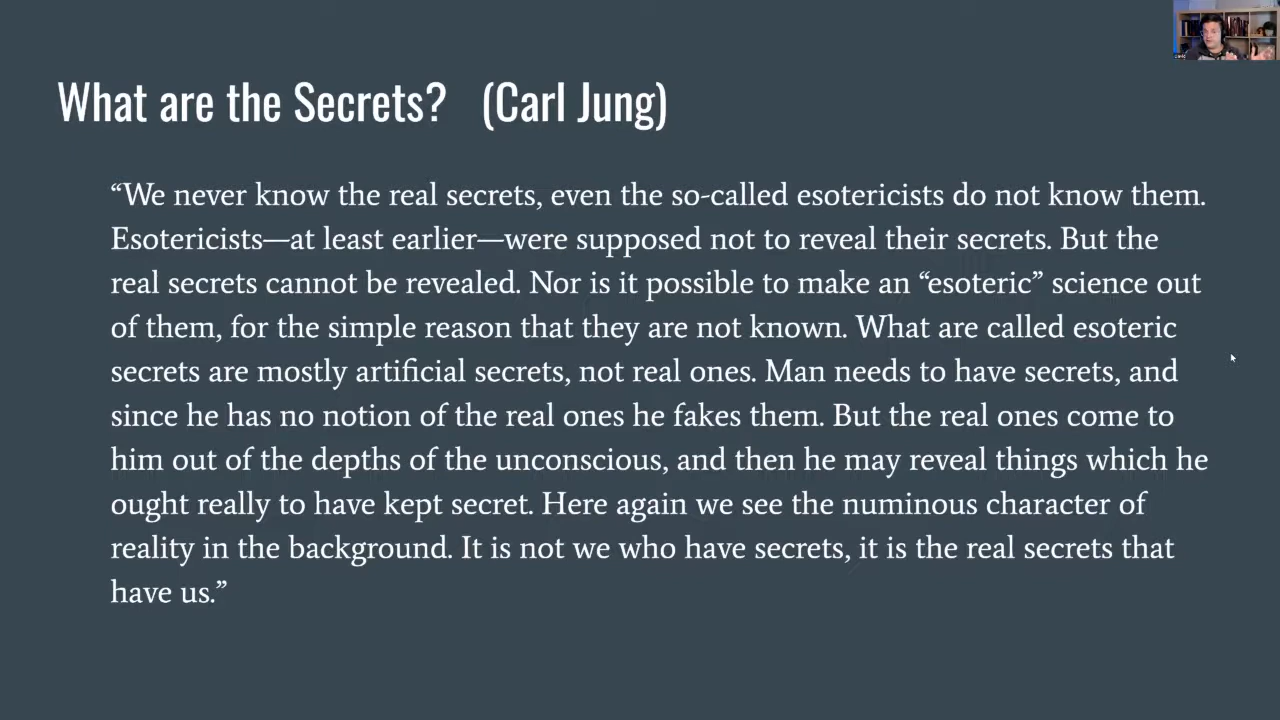 What are the Secrets? (Carl Jung)
“We never know the real secrets, even the so-called esotericists do not know them.
Esotericists—at least earlier—were supposed not to reveal their secrets. But the
real secrets cannot be revealed. Nor is it possible to make an “esoteric” science out
of them, for the simple reason that they are not known. What are called esoteric
secrets are mostly artificial secrets, not real ones. Man needs to have secrets, and
since he has no notion of the real ones he fakes them. But the real ones come to
him out of the depths of the unconscious, and then he may reveal things which he
ought really to have kept secret. Here again we see the numinous character of
reality in the background. It is not we who have secrets, it is the real secrets that
have us.”